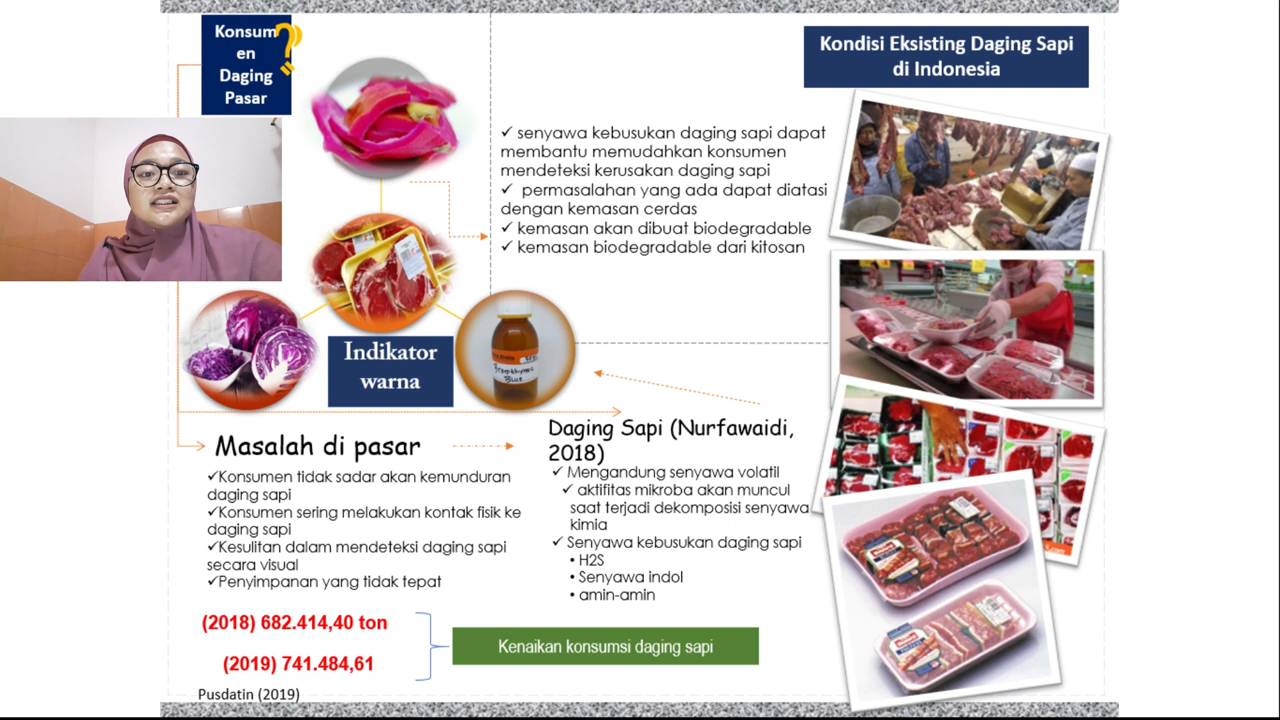 Konsum
en
Daging
Pasar
?
Kondisi Eksisting Daging Sapi
di Indonesia
✓ senyawa kebusukan daging sapi dapat
membantu memudahkan konsumen
mendeteksi kerusakan daging sapi
✓ permasalahan yang ada dapat diatasi
dengan kemasan cerdas
✓ kemasan akan dibuat biodegradable
✓ kemasan biodegradable dari kitosan
Indikator
warna
Blue
Masalah di pasar
✓Konsumen tidak sadar akan kemunduran
daging sapi
✓Konsumen sering melakukan kontak fisik ke
daging sapi
✓Kesulitan dalam mendeteksi daging sapi
secara visual
✓Penyimpanan yang tidak tepat
Daging Sapi (Nurfawaidi,
2018)
✓ Mengandung senyawa volatil
✓ aktifitas mikroba akan muncul
saat terjadi dekomposisi senyawa
kimia
✓ Senyawa kebusukan daging sapi
• H2S
• Senyawa indol
• amin-amin
(2018) 682.414,40 ton
(2019) 741.484,61
Kenaikan konsumsi daging sapi
Pusdatin (2019)